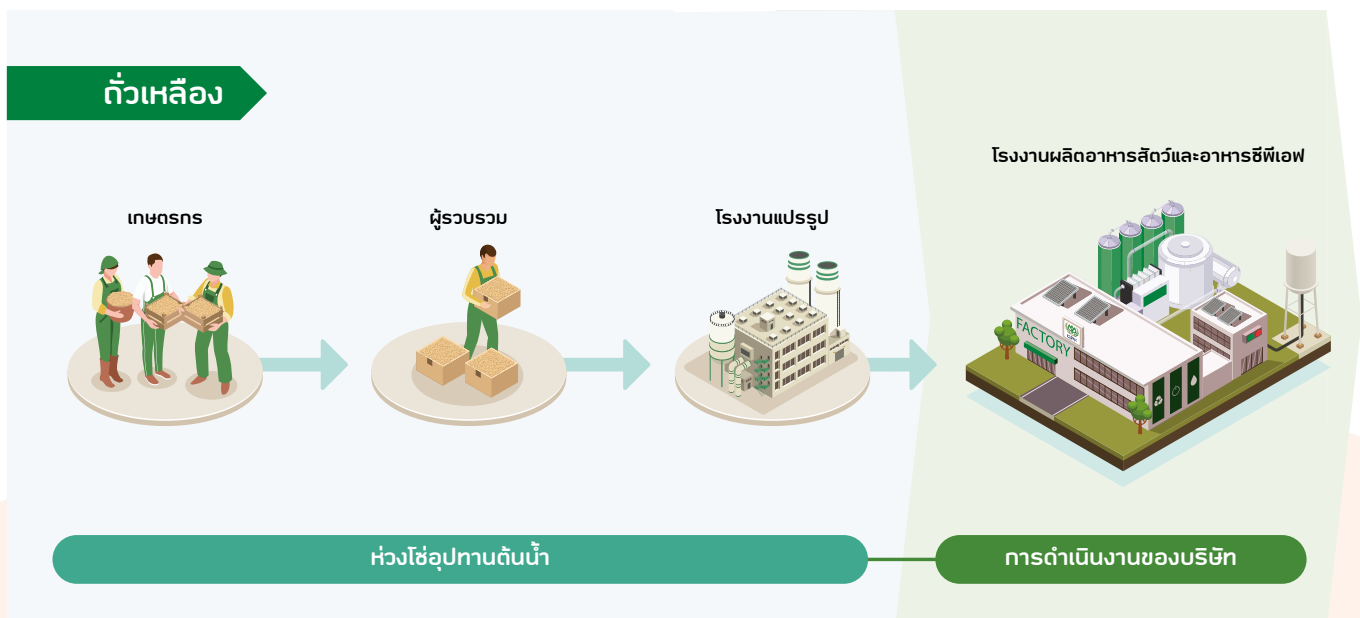 ถั่วเหลือง
โรงงานผลิตอาหารสัตว์และอาหารซีพีเอฟ
เกษตรกร
ผู้รวบรวม
โรงงานแปรรูป
FACTORY
ห่วงโซ่อุปทานต้นน้ำ
การดำเนินงานของบริษัท